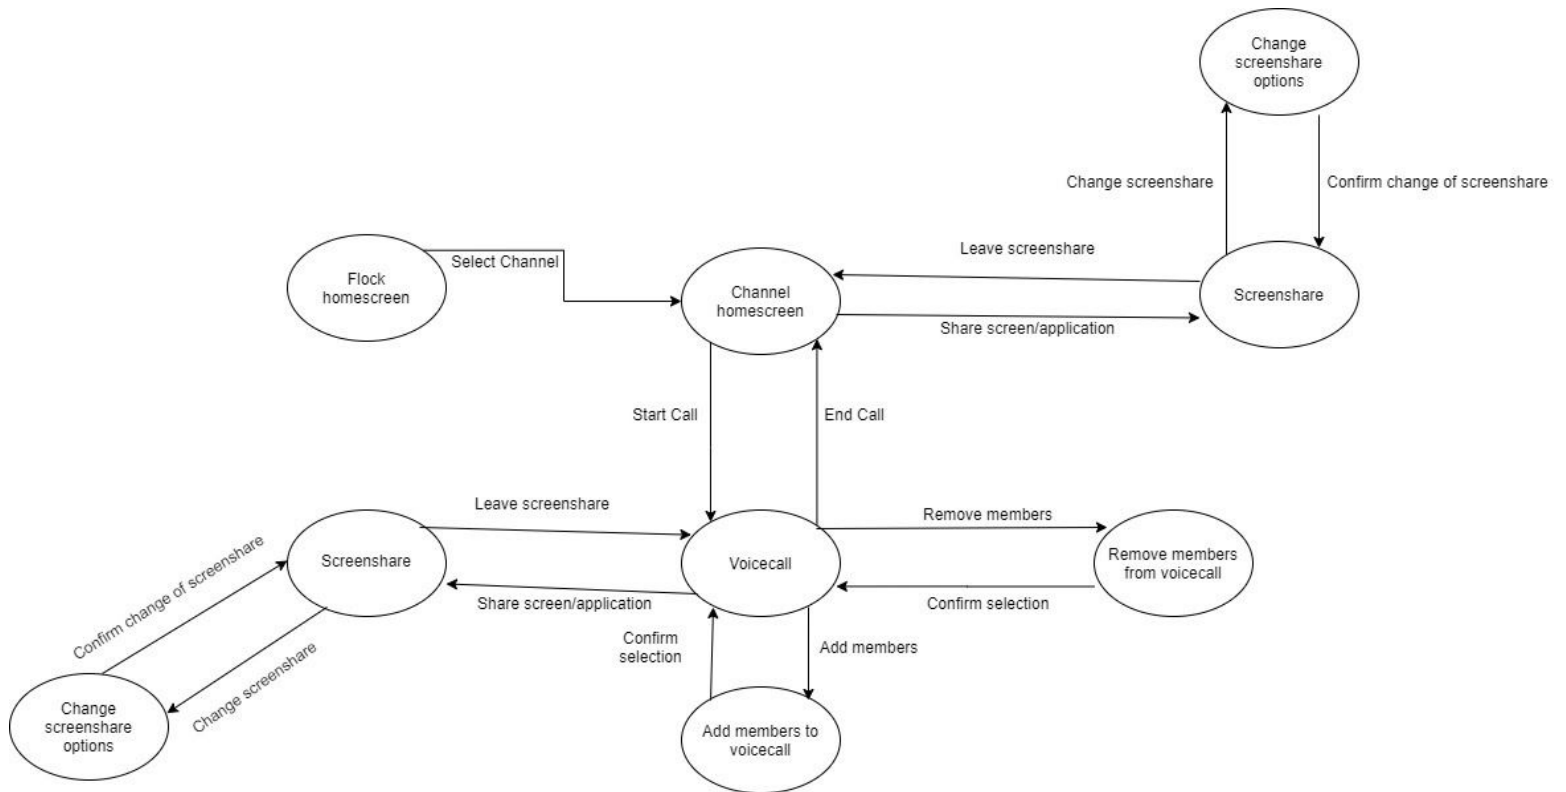 Change
screenshare
options
Change screenshare
Confirm change of screenshare
Leave screenshare
Select Channel
Flock
homescreen
Channel
homescreen
Screenshare
Share screen/application
Start Call
End Call
Leave screenshare
Remove members
Confirm change of screenshare
Screenshare
Voicecall
Remove members
from voicecall
Share screen/application
Confirm selection
Confirm
selection
Add members
Change screenshare
Change
screenshare
options
Add members to
voicecall